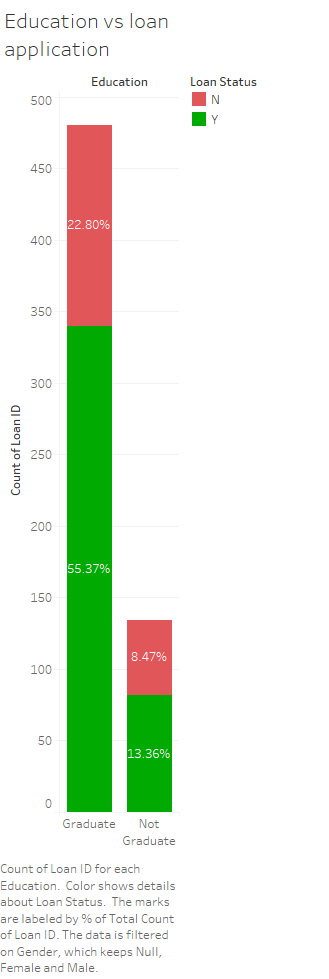 Education vs loan
application
Education
Loan Status
N
Y
500
450
400
350
300
250
200
150
100
50
0
Count of Loan ID
22.80%
55.37%
8.47%
13.36%
Graduate
Not
Graduate
Count of Loan ID for each
Education.  Color shows details
about Loan Status.  The marks
are labeled by % of Total Count
of Loan ID. The data is filtered
on Gender, which keeps Null,
Female and Male.